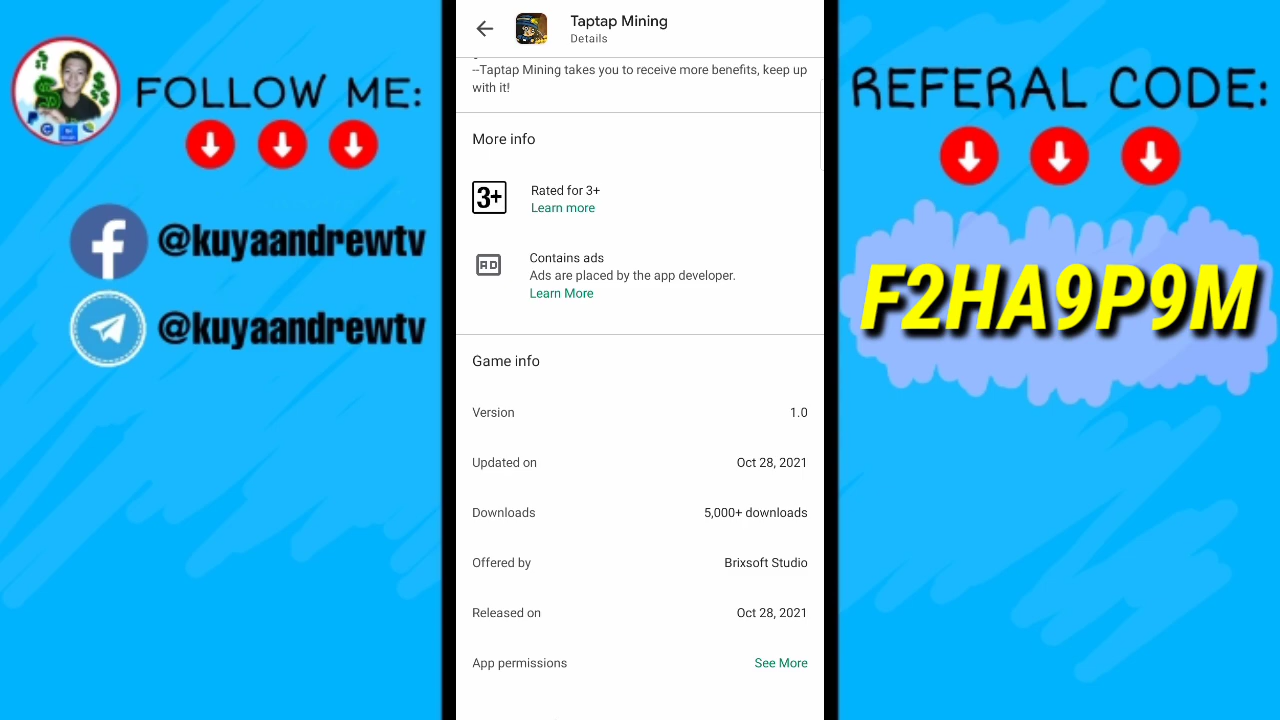 FOLLOW ME:
@kuyaandrewtv
@kuyaandrewtv
Taptap Mining
Details
--Taptap Mining takes you to receive more benefits, keep up
with it!
More info
3+
Rated for 3+
Learn more
AD
Contains ads
Ads are placed by the app developer.
Learn More
Game info
Version 1.0
Updated on Oct 28, 2021
Downloads 5,000+ downloads
Offered by Brixsoft Studio
Released on Oct 28, 2021
App permissions See More
REFERAL CODE:
F2HA9P9M